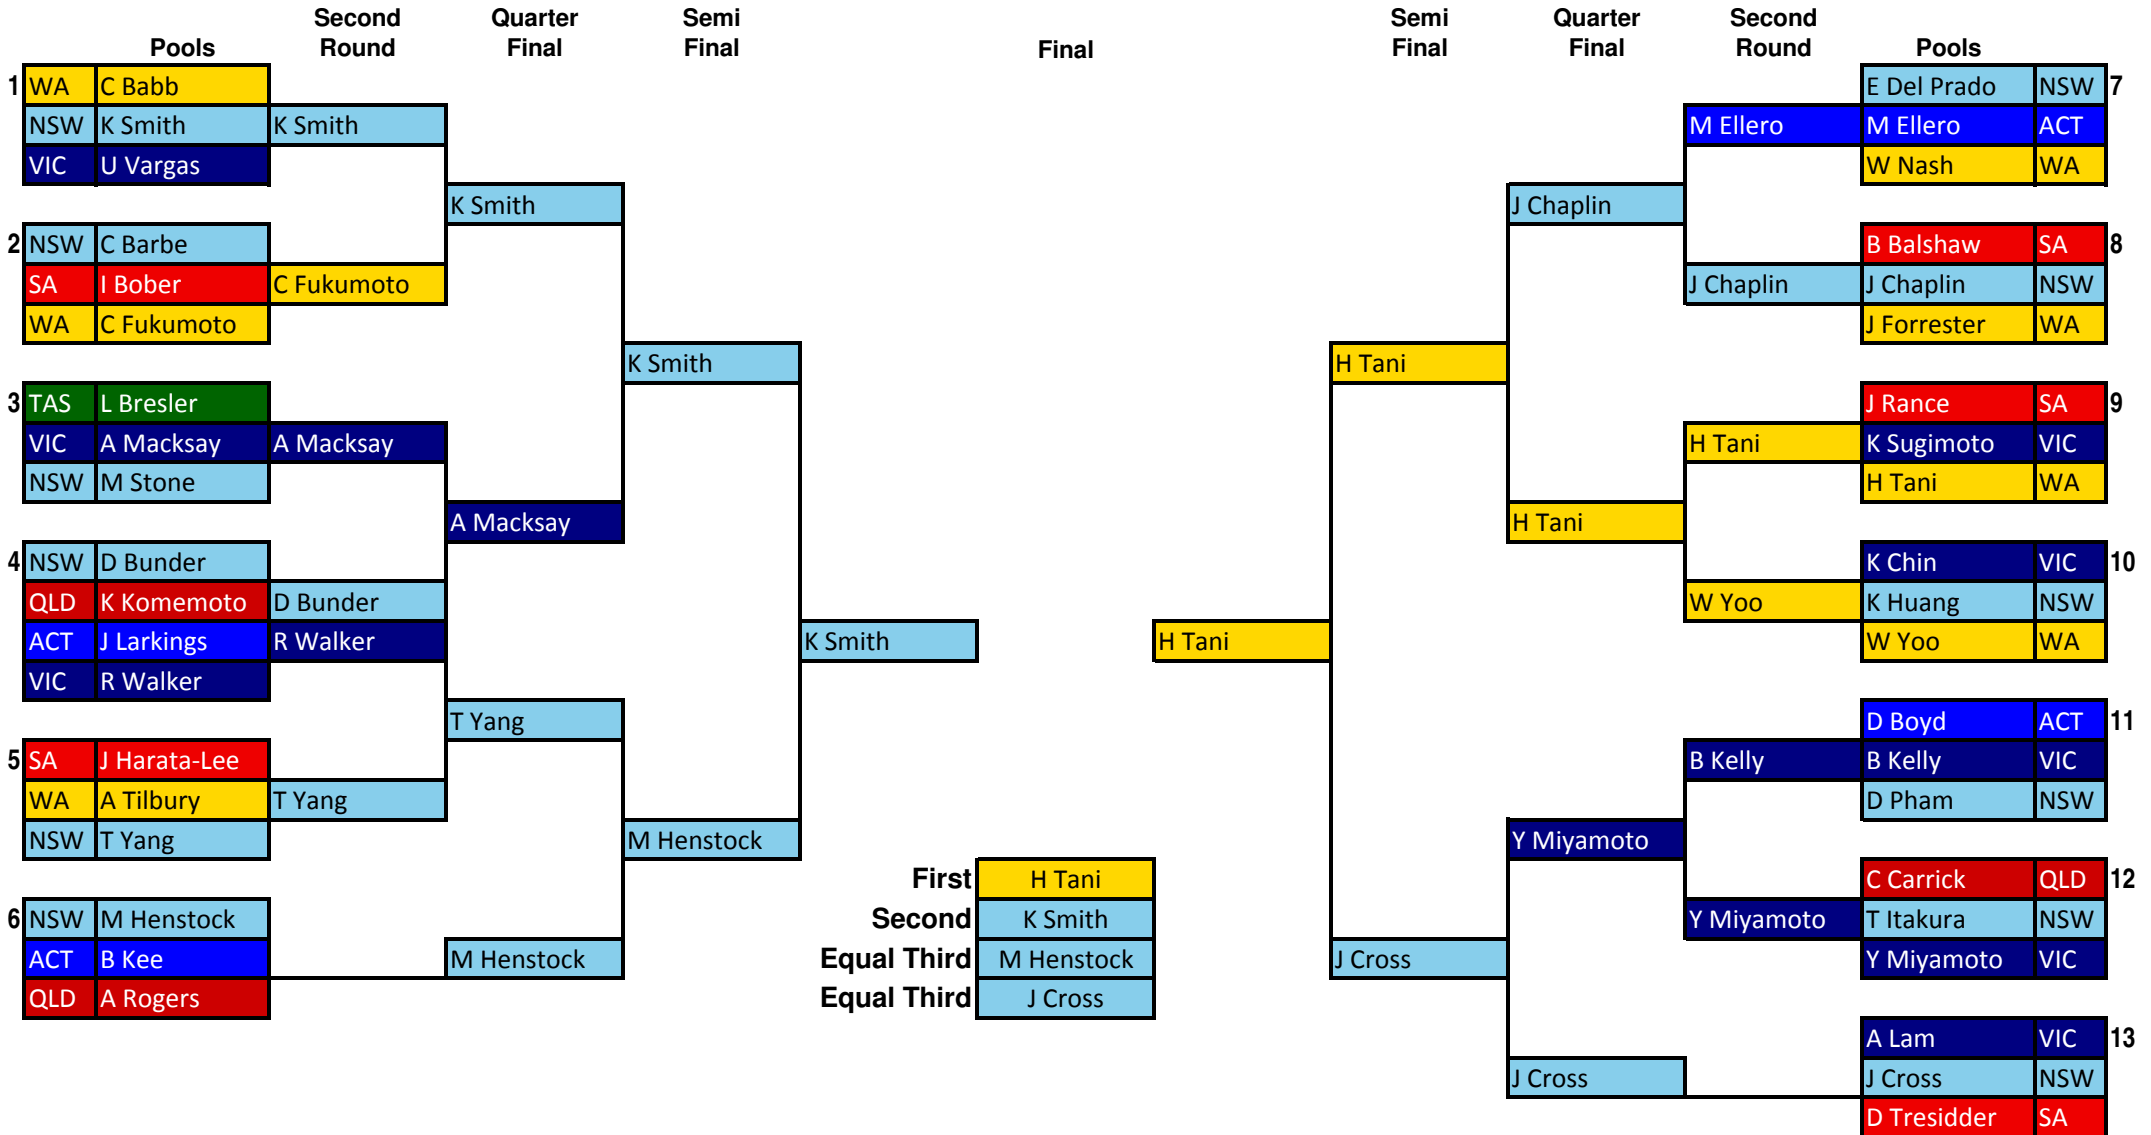 Second Quarter Semi Semi Quarter Second
Pools Round Final Final Final Final Final Round Pools
1 WA C Babb E Del Prado NSW 7
NSW K Smith K Smith M Ellero M Ellero ACT
VIC U Vargas W Nash WA
K Smith J Chaplin
2 NSW C Barbe B Balshaw SA 8
SA I Bober C Fukumoto J Chaplin J Chaplin NSW
WA C Fukumoto J Forrester WA
K Smith H Tani
3 TAS L Bresler J Rance SA 9
VIC A Macksay A Macksay H Tani K Sugimoto VIC
NSW M Stone H Tani WA
A Macksay H Tani
4 NSW D Bunder K Chin VIC 10
QLD K Komemoto D Bunder W Yoo K Huang NSW
ACT J Larkings R Walker K Smith H Tani W Yoo WA
VIC R Walker
T Yang D Boyd ACT 11
5 SA J Harata-Lee B Kelly B Kelly VIC
WA A Tilbury T Yang D Pham NSW
NSW T Yang M Henstock Y Miyamoto
First H Tani C Carrick QLD 12
6 NSW M Henstock Second K Smith Y Miyamoto T Itakura NSW
ACT B Kee M Henstock Equal Third M Henstock J Cross Y Miyamoto VIC
QLD A Rogers Equal Third J Cross
A Lam VIC 13
J Cross J Cross NSW
D Tresidder SA